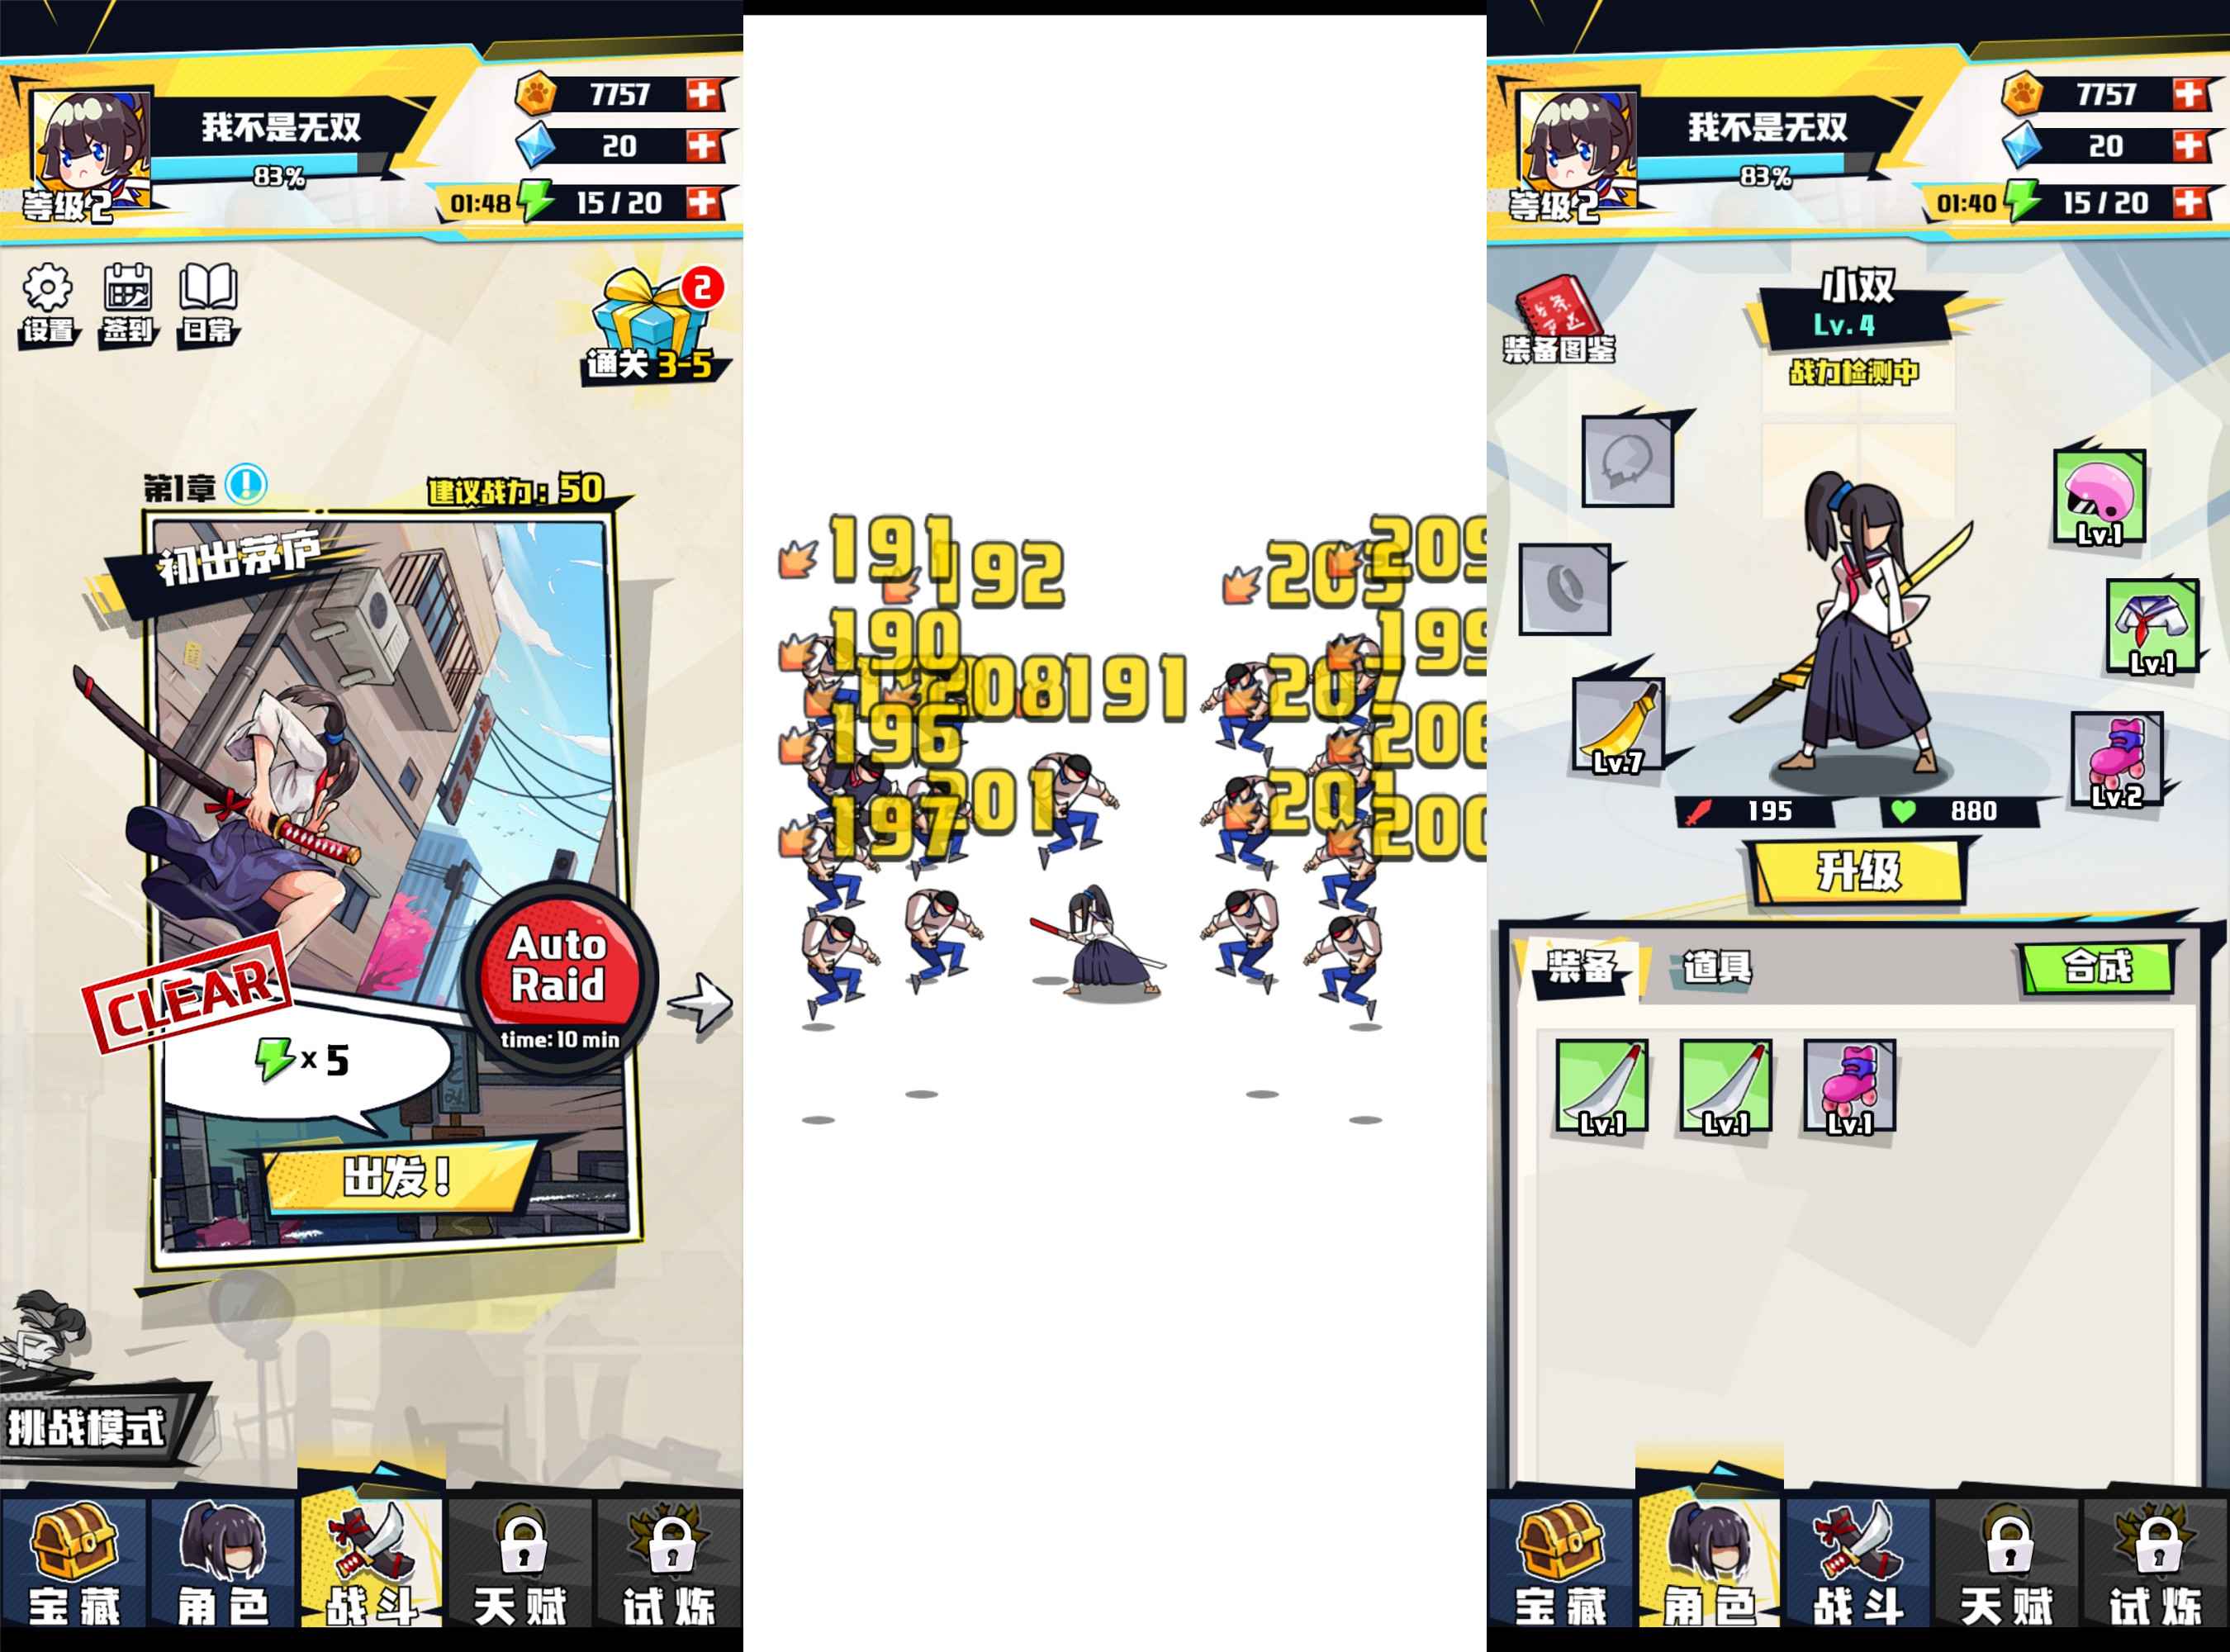 我不是无双
83%
等级2
7757
20
01:48
15/20
设置
签到
日常
2
通关 3-5
第1章
建议战力：50
初出茅庐
CLEAR
Auto
Raid
time: 10 min
x 5
出发！
挑战模式
宝藏
角色
战斗
天赋
试炼
191
192
203
190
199
208
191
207
196
206
201
201
197
200
我不是无双
83%
等级2
7757
20
01:40
15/20
装备图鉴
小双
Lv.4
战力检测中
Lv.1
Lv.1
Lv.7
Lv.2
195
880
升级
装备
道具
合成
Lv.1
Lv.1
Lv.1
宝藏
角色
战斗
天赋
试炼